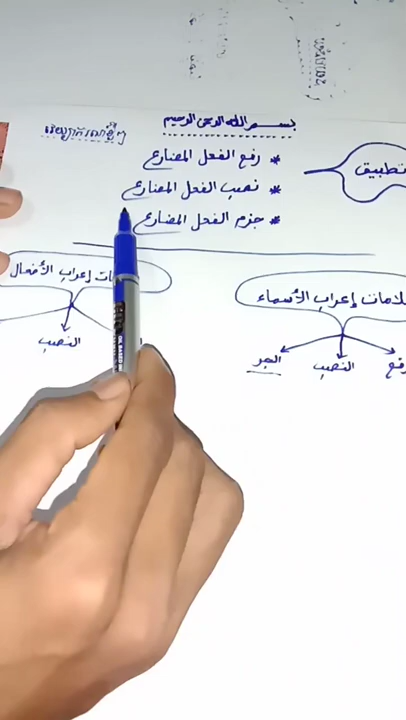 بسم الله الرحمن الرحيم
تطبيق
* رفع الفعل المضارع
* نصب الفعل المضارع
* جزم الفعل المضارع
علامات إعراب الأسماء
رفع
النصب
الجر
إعراب الأفعال
النصب